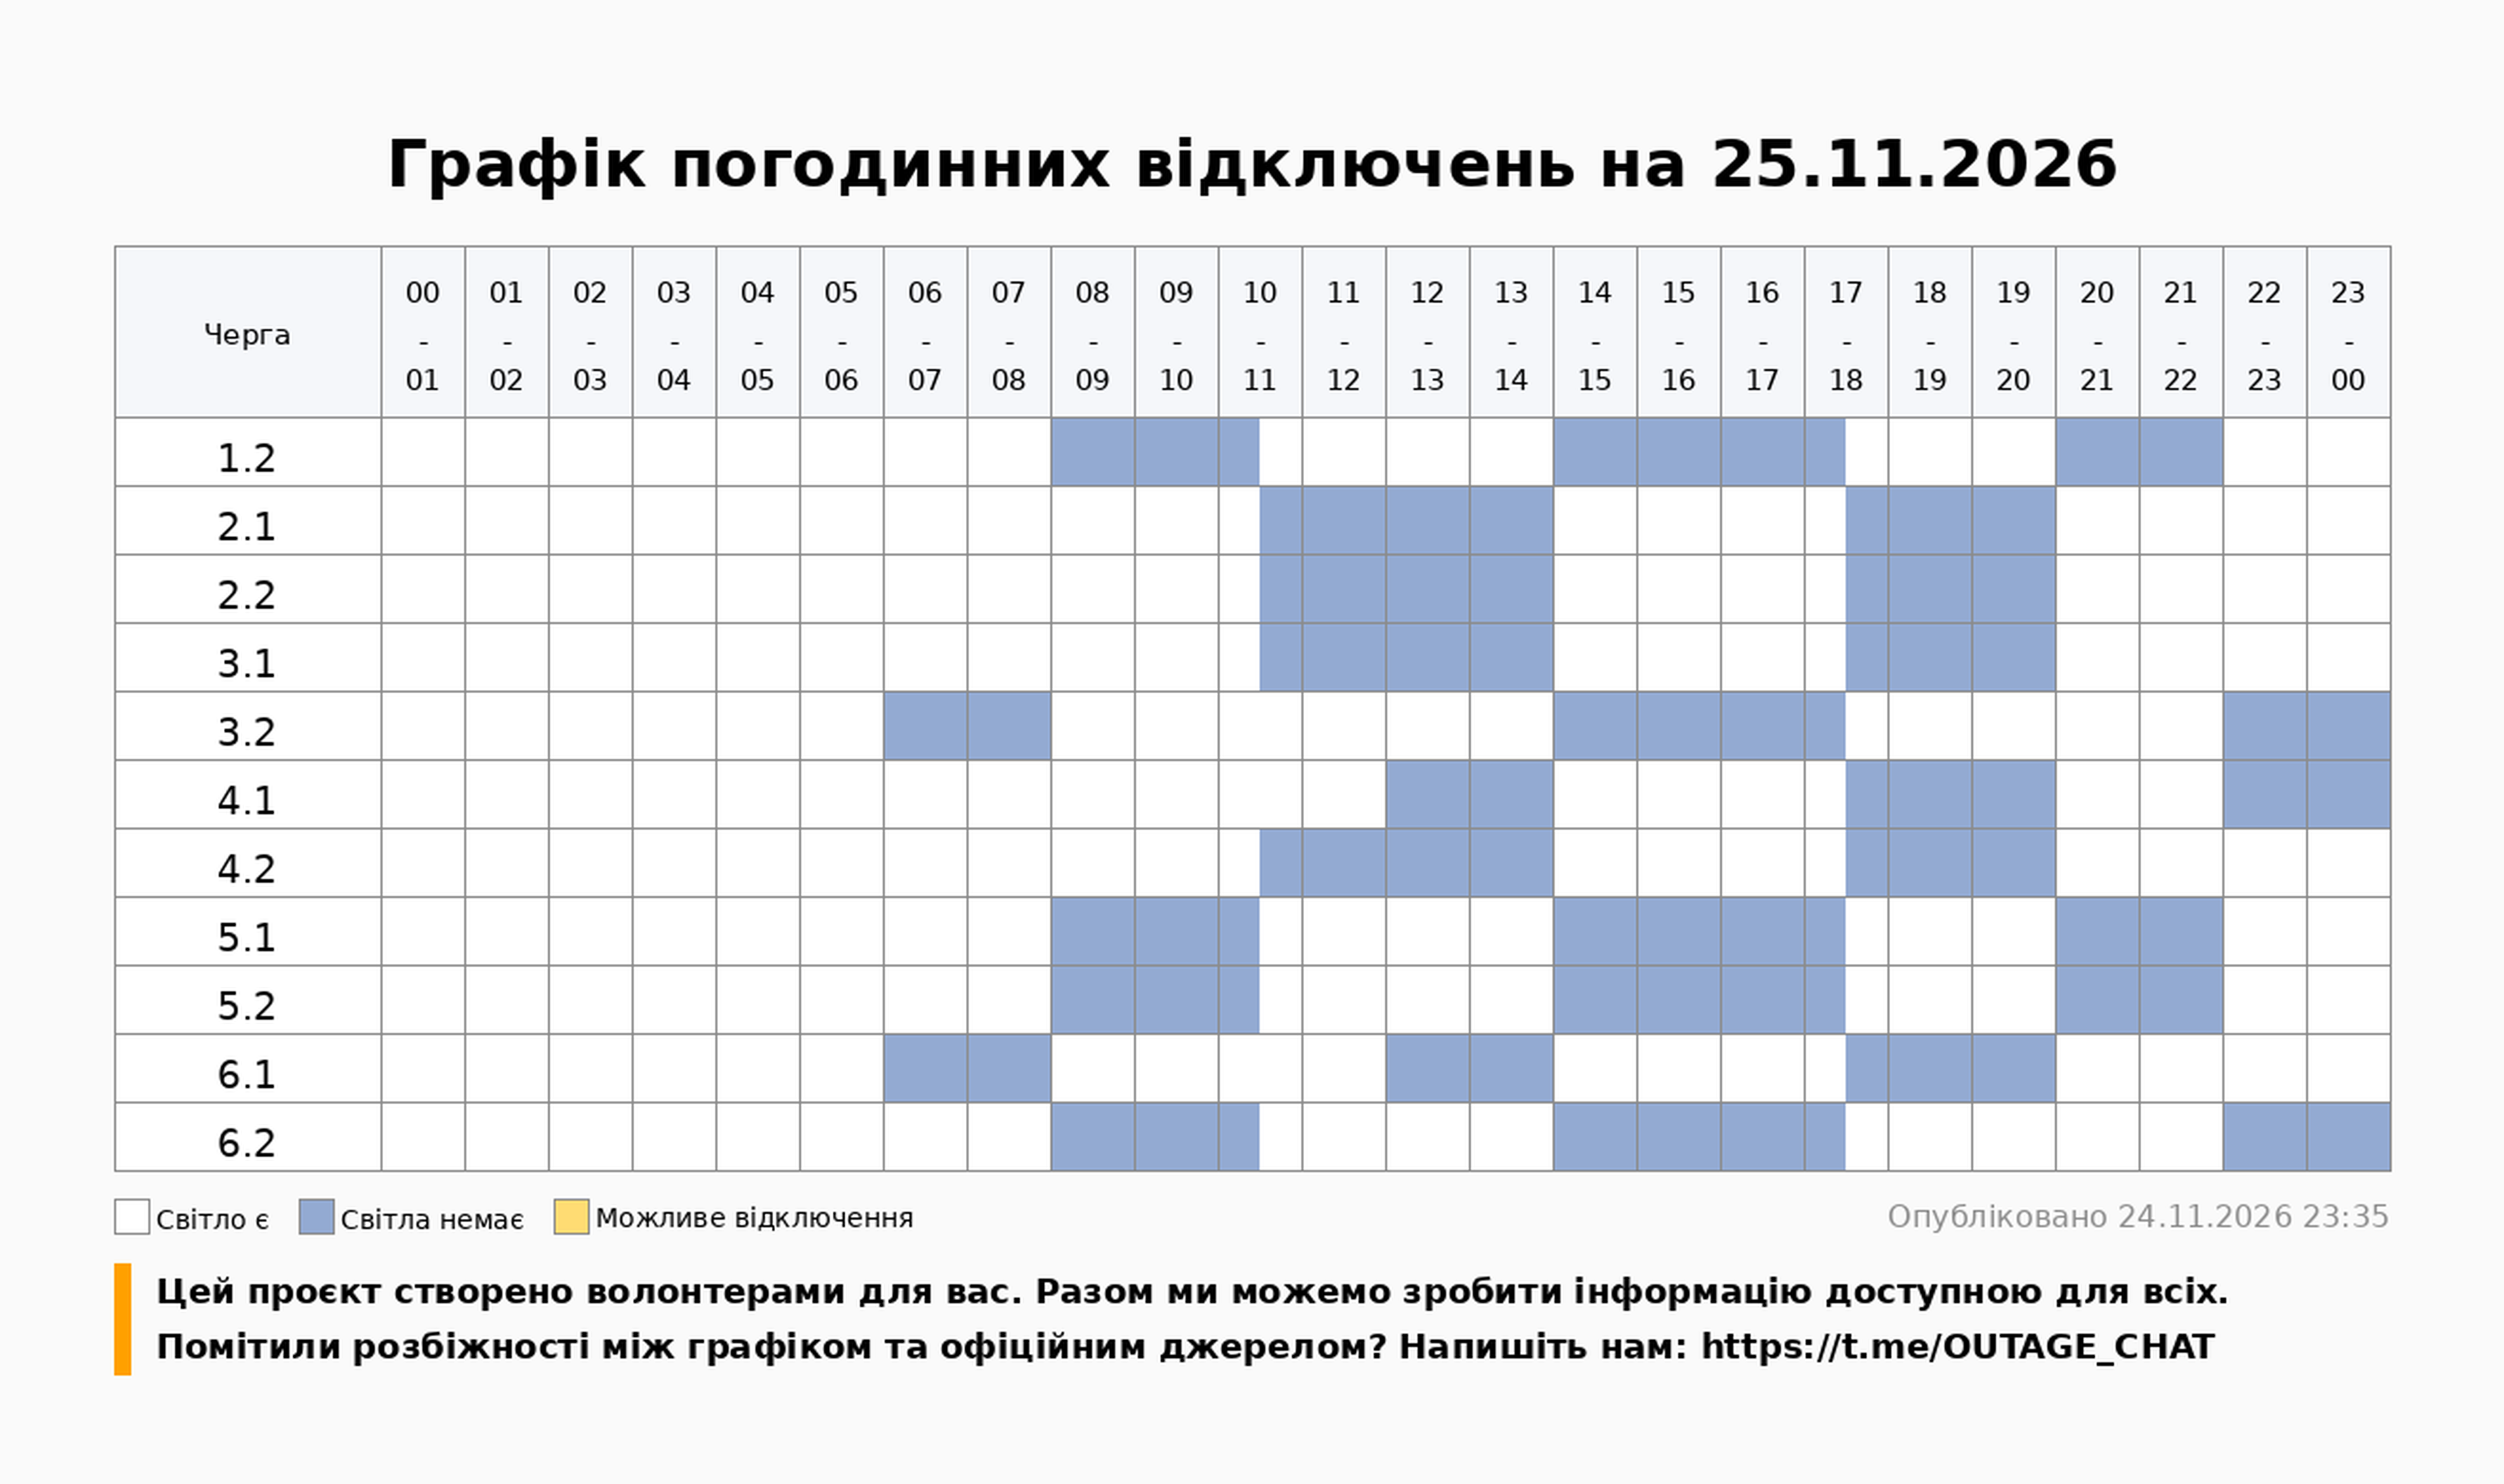 Графік погодинних відключень на 25.11.2026
Черга 00 - 01 01 - 02 02 - 03 03 - 04 04 - 05 05 - 06 06 - 07 07 - 08 08 - 09 09 - 10 10 - 11 11 - 12 12 - 13 13 - 14 14 - 15 15 - 16 16 - 17 17 - 18 18 - 19 19 - 20 20 - 21 21 - 22 22 - 23 23 - 00
1.2
2.1
2.2
3.1
3.2
4.1
4.2
5.1
5.2
6.1
6.2
Світло є Світла немає Можливе відключення Опубліковано 24.11.2026 23:35
Цей проєкт створено волонтерами для вас. Разом ми можемо зробити інформацію доступною для всіх.
Помітили розбіжності між графіком та офіційним джерелом? Напишіть нам: https://t.me/OUTAGE_CHAT